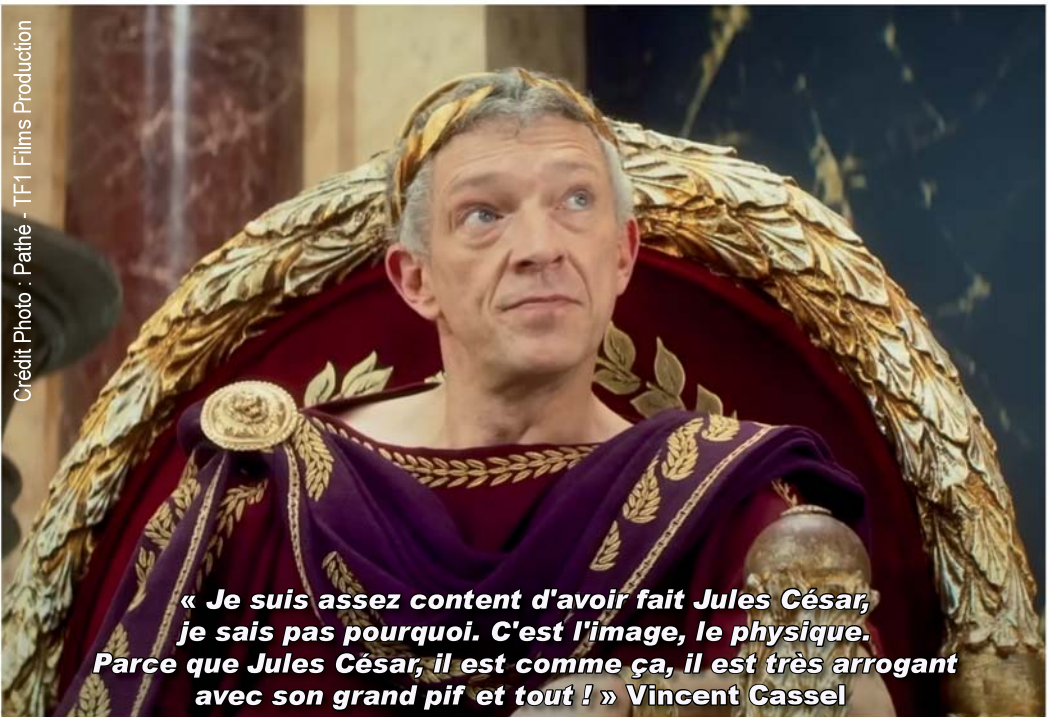 Crédit Photo : Pathé - TF1 Films Production
« Je suis assez content d'avoir fait Jules César,
je sais pas pourquoi. C'est l'image, le physique.
Parce que Jules César, il est comme ça, il est très arrogant
avec son grand pif et tout ! » Vincent Cassel